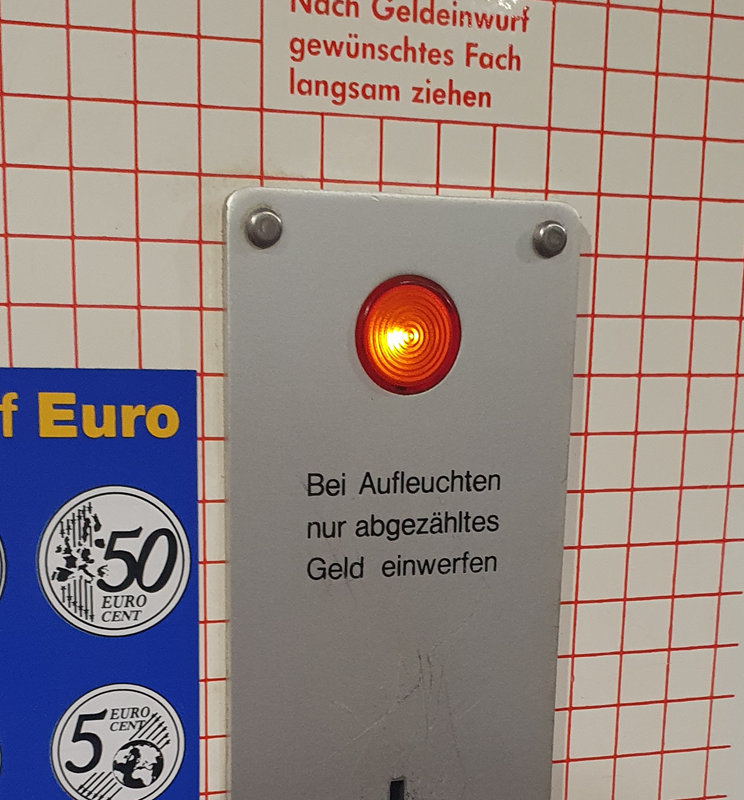 Nach Geldeinwurf
gewünschtes Fach
langsam ziehen
f Euro
50
EURO
CENT
5 EURO
CENT
Bei Aufleuchten
nur abgezähltes
Geld einwerfen